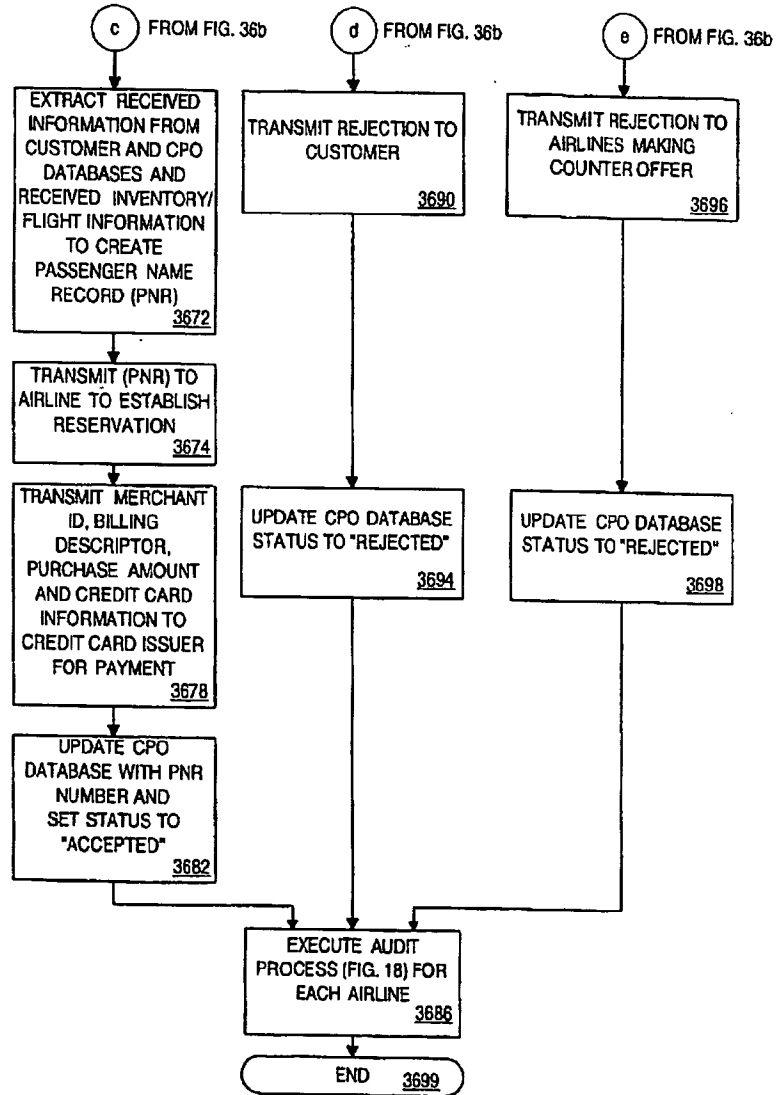 c FROM FIG. 36b
EXTRACT RECEIVED
INFORMATION FROM
CUSTOMER AND CPO
DATABASES AND
RECEIVED INVENTORY/
FLIGHT INFORMATION
TO CREATE
PASSENGER NAME
RECORD (PNR)
3672
TRANSMIT (PNR) TO
AIRLINE TO ESTABLISH
RESERVATION
3674
TRANSMIT MERCHANT
ID, BILLING
DESCRIPTOR,
PURCHASE AMOUNT
AND CREDIT CARD
INFORMATION TO
CREDIT CARD ISSUER
FOR PAYMENT
3678
UPDATE CPO
DATABASE WITH PNR
NUMBER AND
SET STATUS TO
"ACCEPTED"
3682
d FROM FIG. 36b
TRANSMIT REJECTION TO
CUSTOMER
3690
UPDATE CPO DATABASE
STATUS TO "REJECTED"
3694
e FROM FIG. 36b
TRANSMIT REJECTION TO
AIRLINES MAKING
COUNTER OFFER
3696
UPDATE CPO DATABASE
STATUS TO "REJECTED"
3698
EXECUTE AUDIT
PROCESS (FIG. 18) FOR
EACH AIRLINE
3686
END 3699